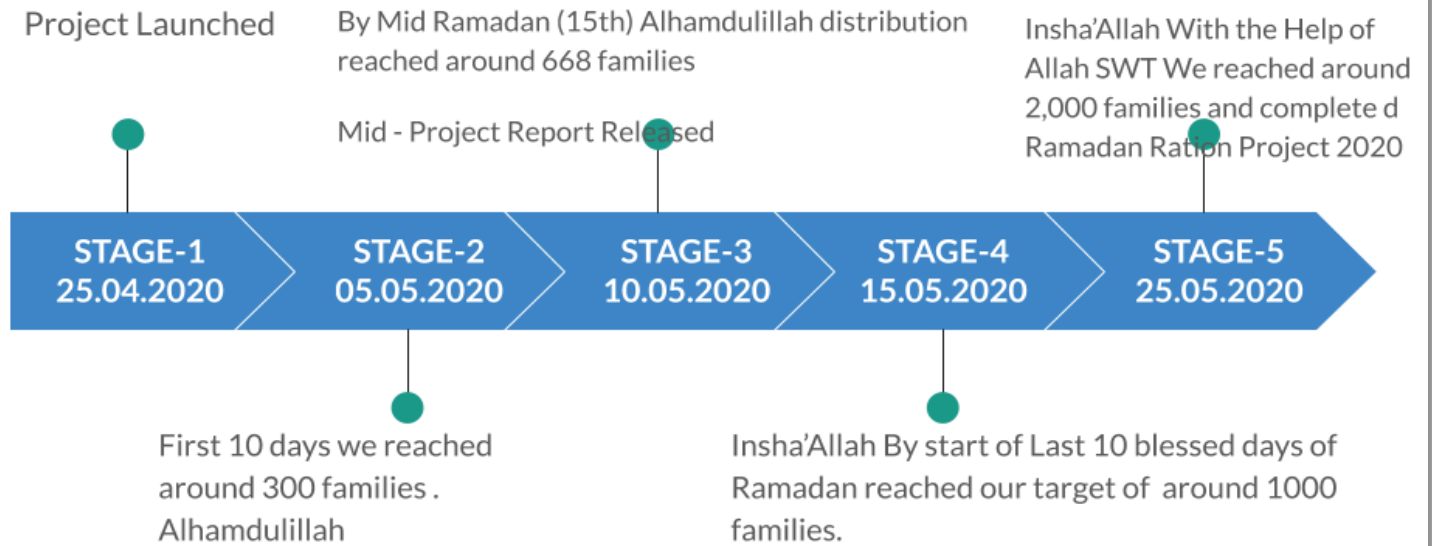 Project Launched
By Mid Ramadan (15th) Alhamdulillah distribution
reached around 668 families
Mid - Project Report Released
Insha’Allah With the Help of
Allah SWT We reached around
2,000 families and complete d
Ramadan Ration Project 2020
STAGE-1
25.04.2020
STAGE-2
05.05.2020
STAGE-3
10.05.2020
STAGE-4
15.05.2020
STAGE-5
25.05.2020
First 10 days we reached
around 300 families .
Alhamdulillah
Insha’Allah By start of Last 10 blessed days of
Ramadan reached our target of  around 1000
families.